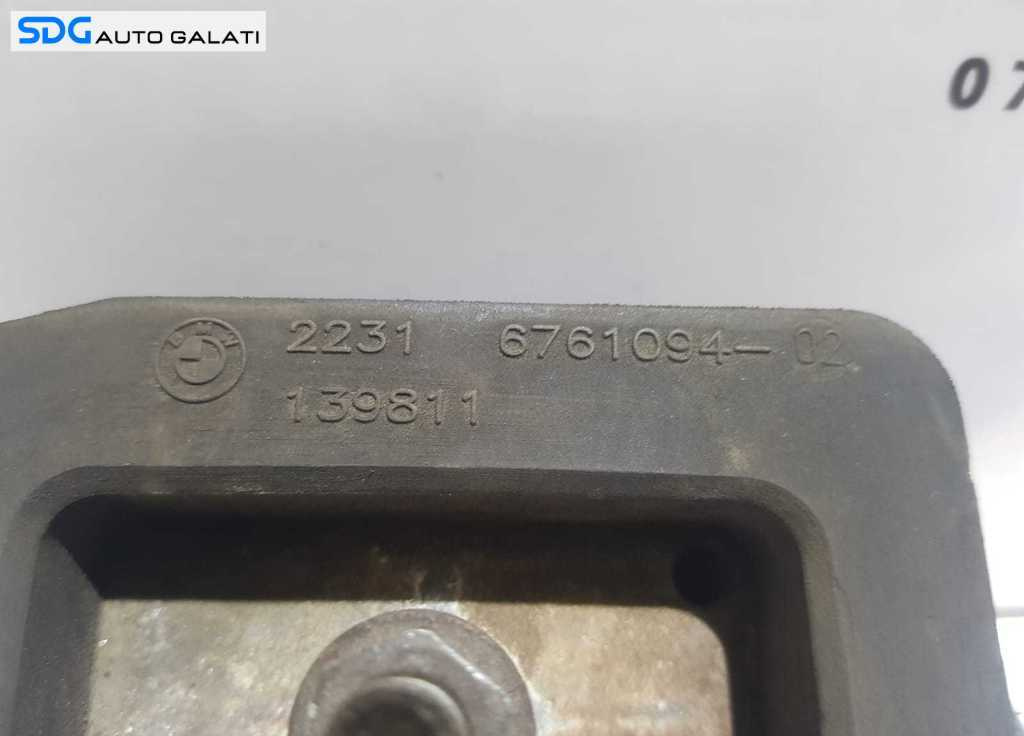 SDG AUTO GALATI
07
BMW 2231 6761094-02
139811